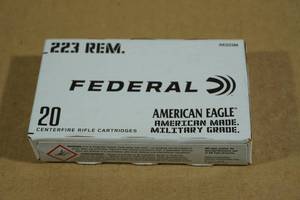 .223 REM.
FEDERAL
20
CENTERFIRE RIFLE CARTRIDGES
AMERICAN EAGLE
AMERICAN MADE.
MILITARY GRADE.